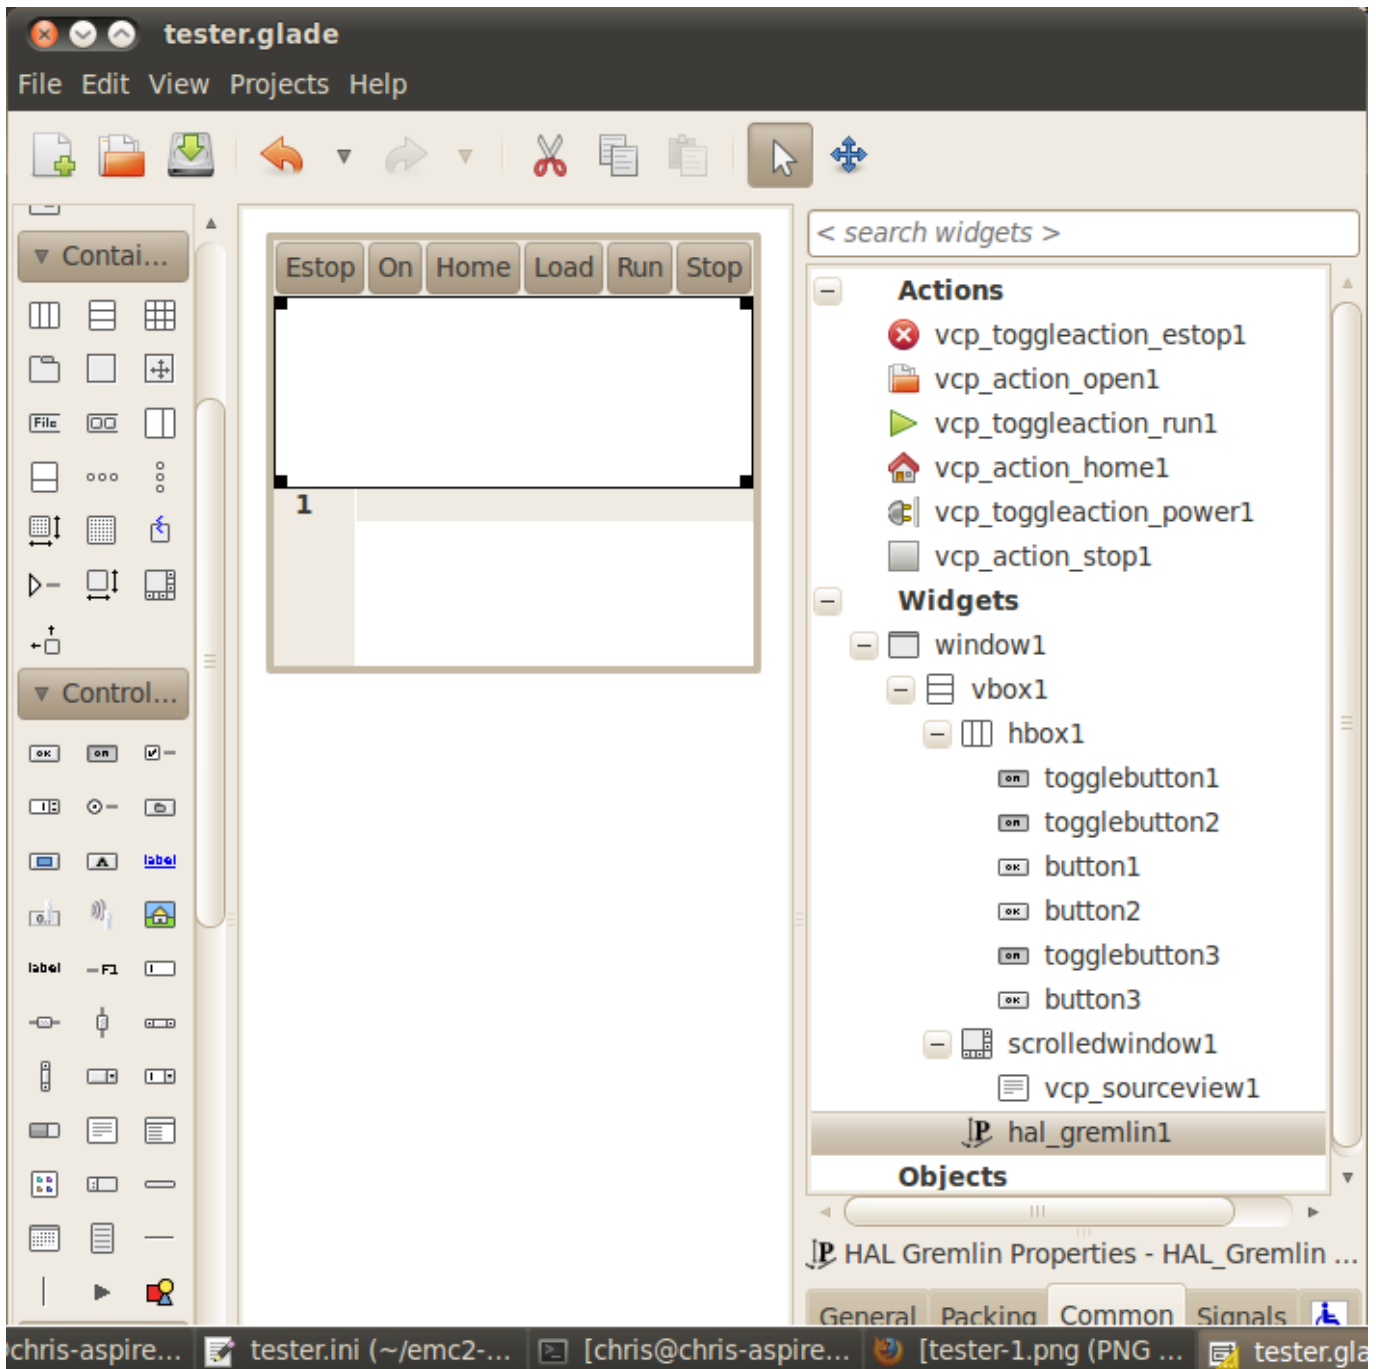 tester.glade
File Edit View Projects Help
Contai...
File
Control...
label
label
F1
Estop On Home Load Run Stop
1
< search widgets >
Actions
vcp_toggleaction_estop1
vcp_action_open1
vcp_toggleaction_run1
vcp_action_home1
vcp_toggleaction_power1
vcp_action_stop1
Widgets
window1
vbox1
hbox1
togglebutton1
togglebutton2
button1
button2
togglebutton3
button3
scrolledwindow1
vcp_sourceview1
hal_gremlin1
Objects
HAL Gremlin Properties - HAL_Gremlin ...
General Packing Common Signals
chris-aspire... tester.ini (~/emc2-... [chris@chris-aspire... [tester-1.png (PNG ... tester.gla